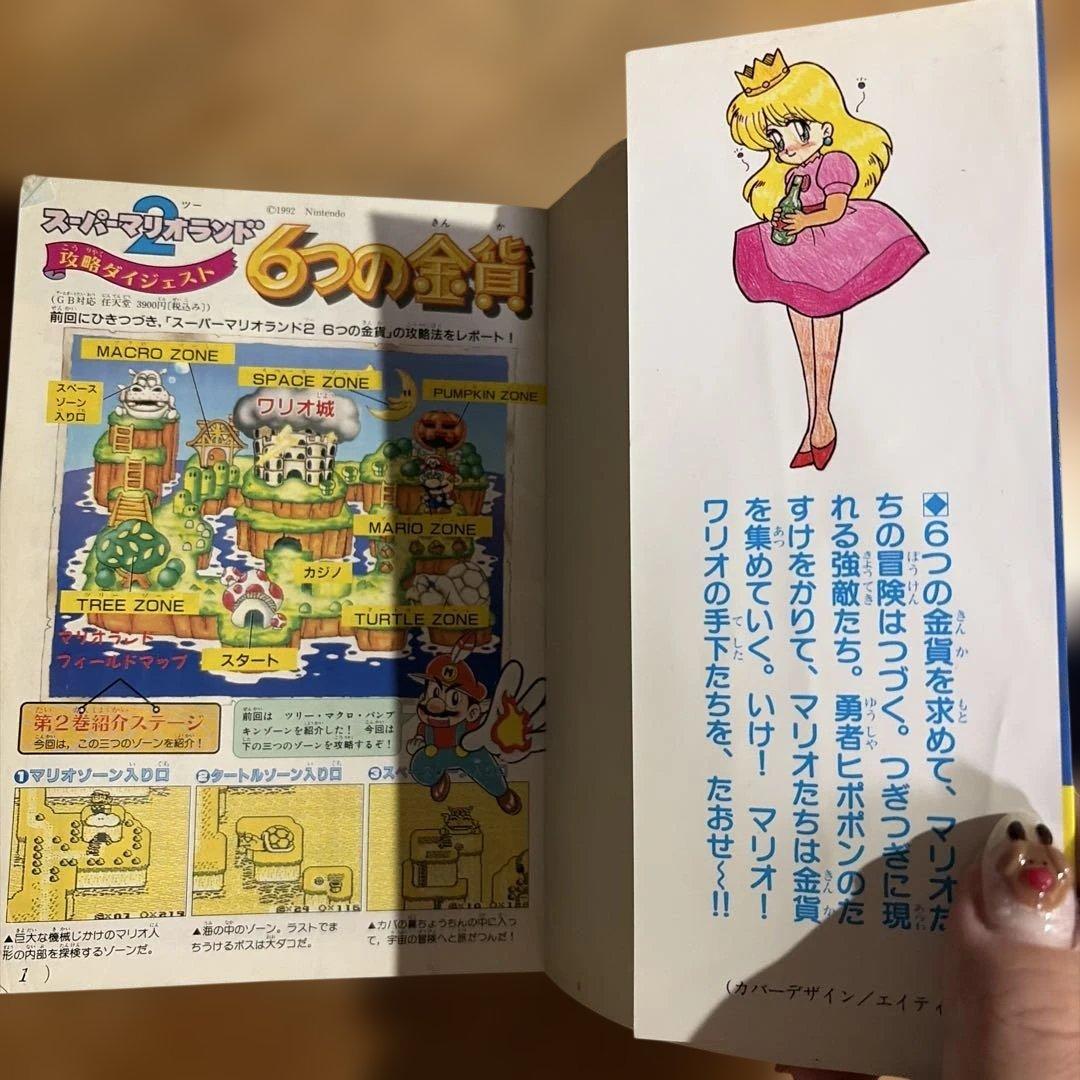 スーパーマリオランド2
ツー
©1992 Nintendo
こうりゃく
攻略ダイジェスト
きん か
6つの金貨
(GB対応 任天堂 3900円[税込み])
ぜんかい
前回にひきつづき,「スーパーマリオランド2 6つの金貨」の攻略法をレポート!
MACRO ZONE
SPACE ZONE
PUMPKIN ZONE
スペース
ゾーン
入り口
じょう
ワリオ城
MARIO ZONE
カジノ
TREE ZONE
TURTLE ZONE
マリオランド
フィールドマップ
スタート
M
第2巻紹介ステージ
今回は,この三つのゾーンを紹介!
前回は ツリー・マクロ・パンプ
キンゾーンを紹介した! 今回は
下の三つのゾーンを攻略するぞ!
❶マリオゾーン入り口
❷タートルゾーン入り口
❸スペ
▲巨大な機械じかけのマリオ人
形の内部を探検するゾーンだ。
▲海の中のゾーン。ラストでま
ちうけるボスは大ダコだ。
▲カバの鼻ちょうちんの中に入っ
て,宇宙の冒険へと旅だつんだ!
1)
◆6つの金貨を求めて、マリオた
ちの冒険はつづく。つぎつぎに現
れる強敵たち。勇者ヒポポンのた
すけをかりて、マリオたちは金貨
を集めていく。いけ! マリオ!
ワリオの手下たちを、たおせ〜!!
(カバーデザイン/エイティ